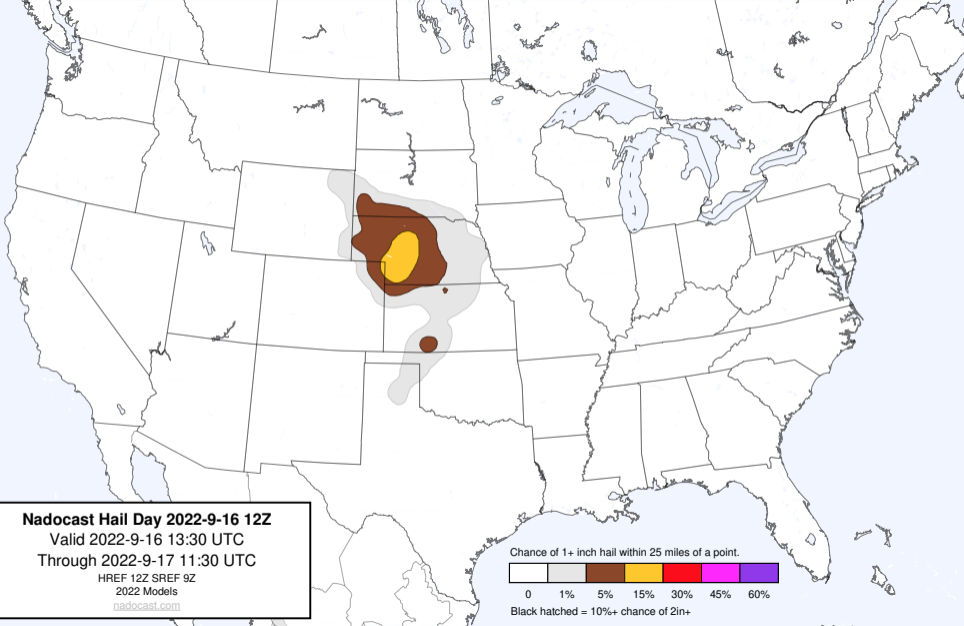 Nadocast Hail Day 2022-9-16 12Z
Valid 2022-9-16 13:30 UTC
Through 2022-9-17 11:30 UTC
HREF 12Z SREF 9Z
2022 Models
nadocast.com
Chance of 1+ inch hail within 25 miles of a point.
0 1% 5% 15% 30% 45% 60%
Black hatched = 10%+ chance of 2in+